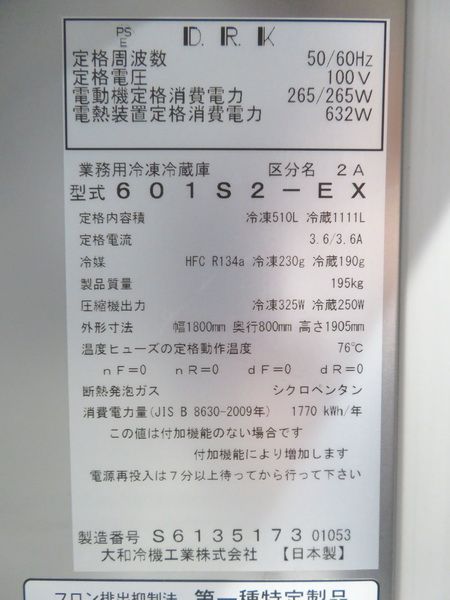 PS
E
D. R. K
定格周波数 50/60Hz
定格電圧 100V
電動機定格消費電力 265/265W
電熱装置定格消費電力 632W
業務用冷凍冷蔵庫 区分名 2A
型式 601S2-EX
定格内容積 冷凍510L 冷蔵1111L
定格電流 3.6/3.6A
冷媒 HFC R134a 冷凍230g 冷蔵190g
製品質量 195kg
圧縮機出力 冷凍325W 冷蔵250W
外形寸法 幅1800mm 奥行800mm 高さ1905mm
温度ヒューズの定格動作温度 76℃
nF=0 nR=0 dF=0 dR=0
断熱発泡ガス シクロペンタン
消費電力量(JIS B 8630-2009年) 1770 kWh/年
この値は付加機能のない場合です
付加機能により増加します
電源再投入は7分以上待ってから行って下さい
製造番号 S6135173 01053
大和冷機工業株式会社 【日本製】
フロン排出抑制法 第一種特定製品